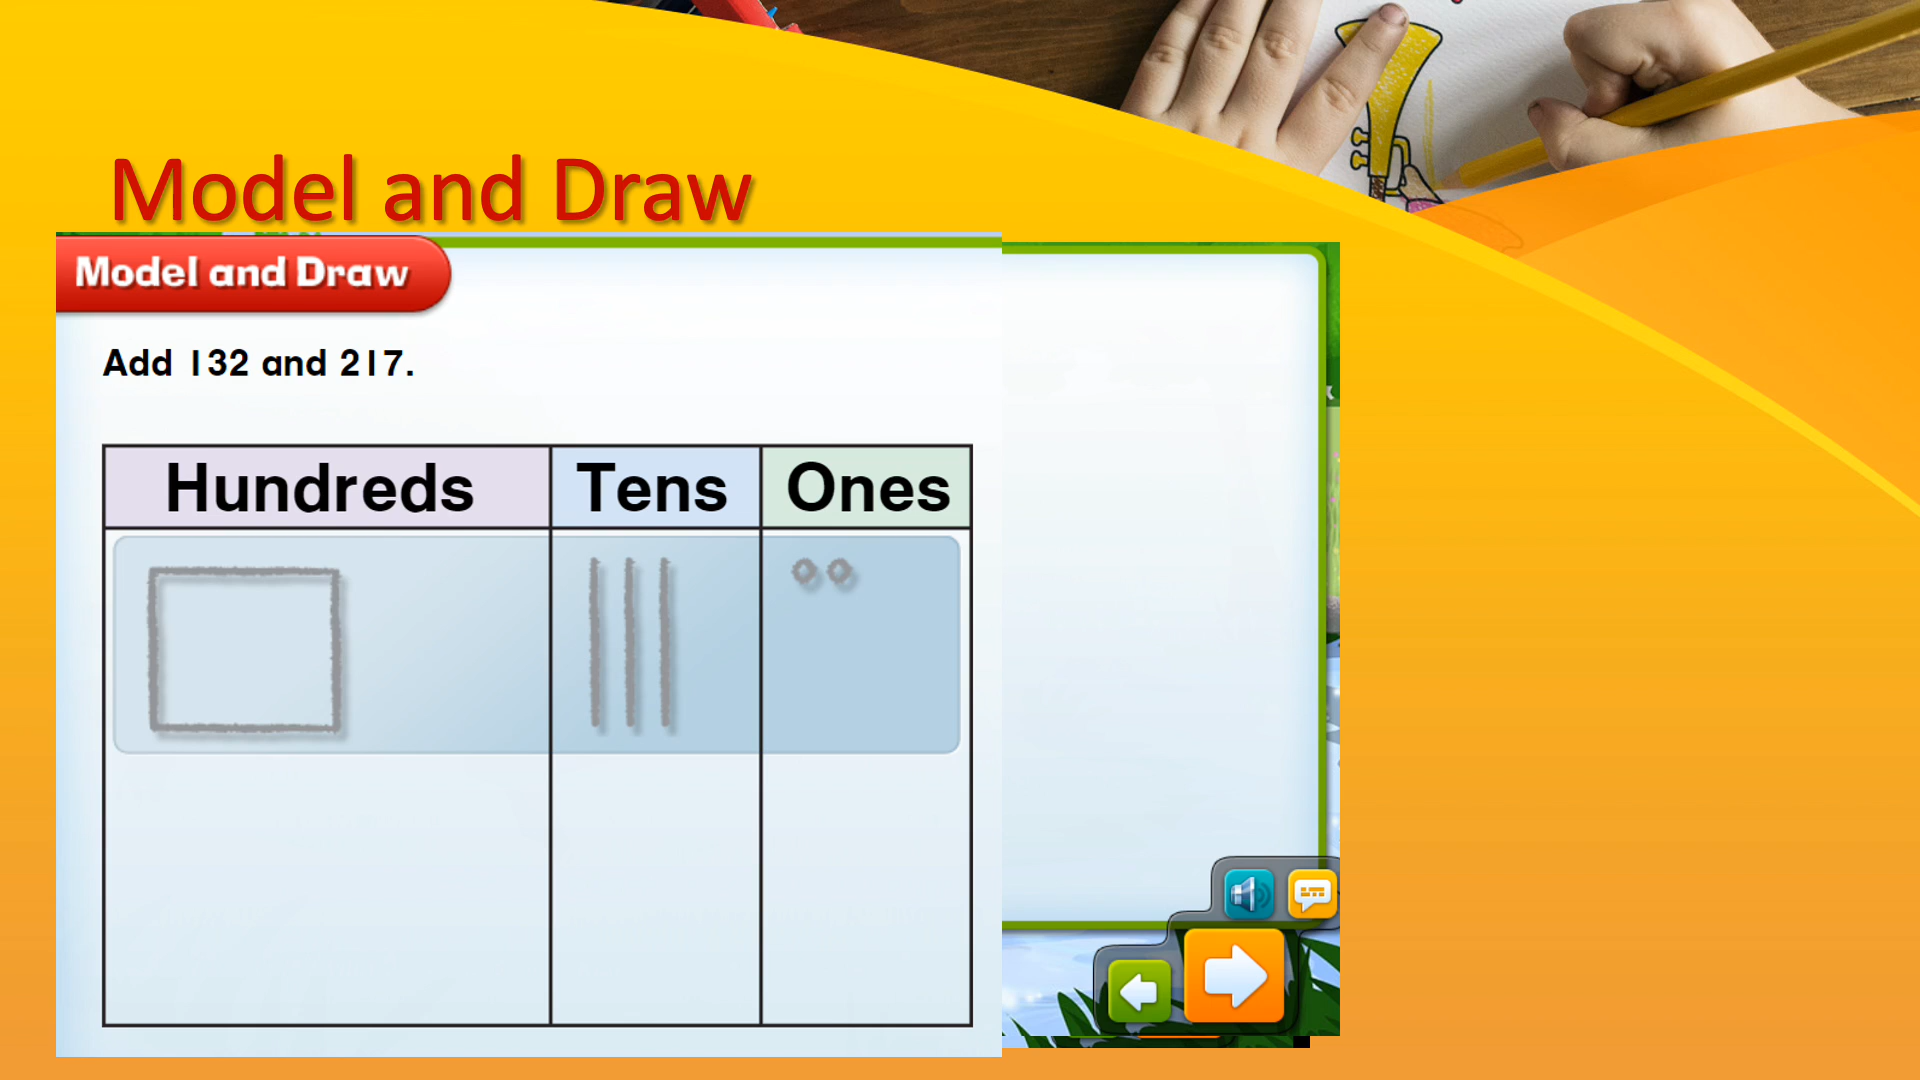 Model and Draw
Model and Draw
Add 132 and 217.
Hundreds Tens Ones